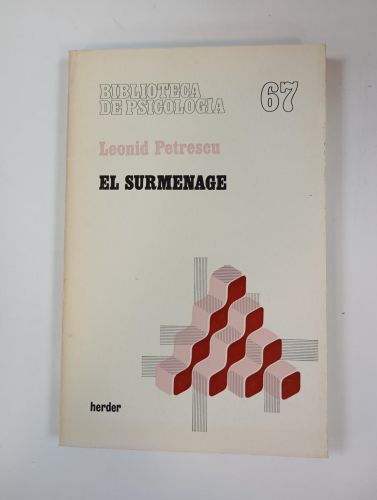 BIBLIOTECA
DE PSICOLOGIA
67
Leonid Petrescu
EL SURMENAGE
herder